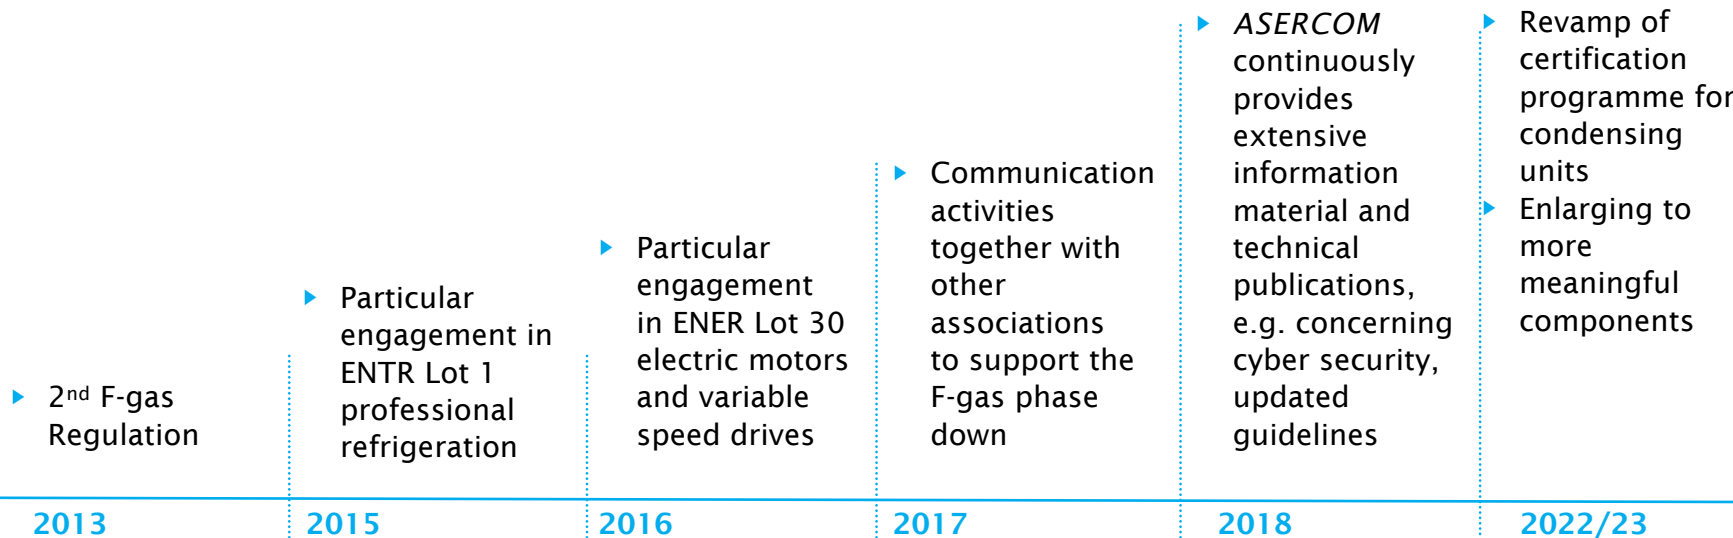 2nd F-gas
Regulation
2013
Particular
engagement in
ENTR Lot 1
professional
refrigeration
2015
Particular
engagement
in ENER Lot 30
electric motors
and variable
speed drives
2016
Communication
activities
together with
other
associations
to support the
F-gas phase
down
2017
ASERCOM
continuously
provides
extensive
information
material and
technical
publications,
e.g. concerning
cyber security,
updated
guidelines
2018
Revamp of
certification
programme for
condensing
units
Enlarging to
more
meaningful
components
2022/23